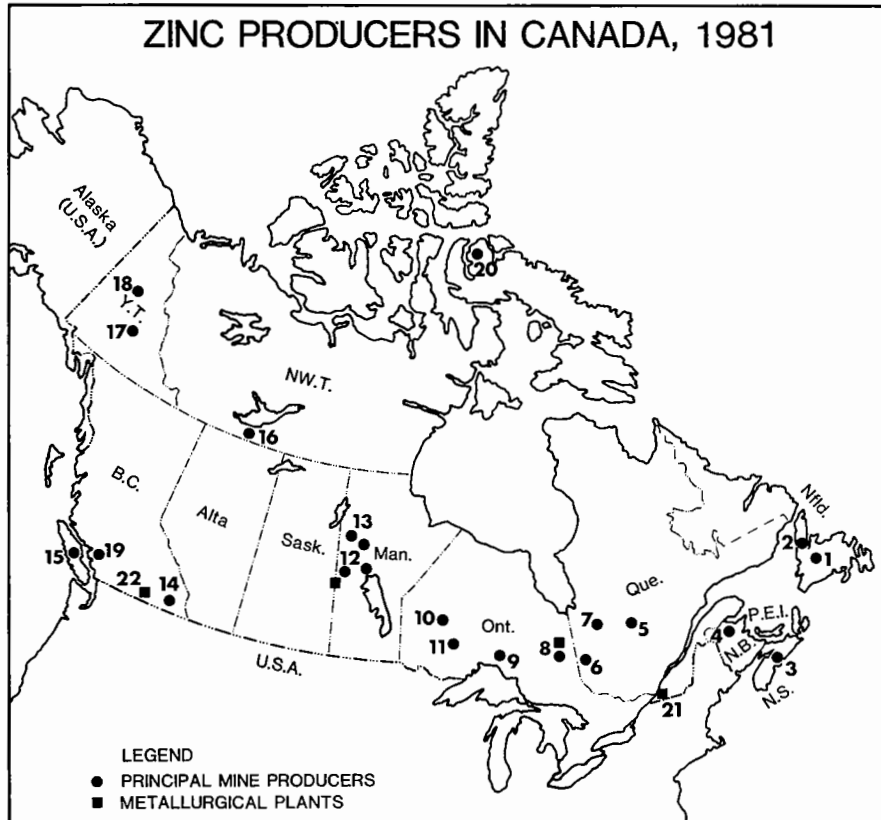 ZINC PRODUCERS IN CANADA, 1981
Alaska
(U.S.A.)
20
18
Y.T.
17
N.W.T.
16
B.C.
Alta
Sask.
13
12
Man.
Nfld.
2
1
15
19
22
14
10
11
Ont.
9
8
7
6
5
Que.
P.E.I.
4
N.B.
3
N.S.
21
U.S.A.
LEGEND
PRINCIPAL MINE PRODUCERS
METALLURGICAL PLANTS